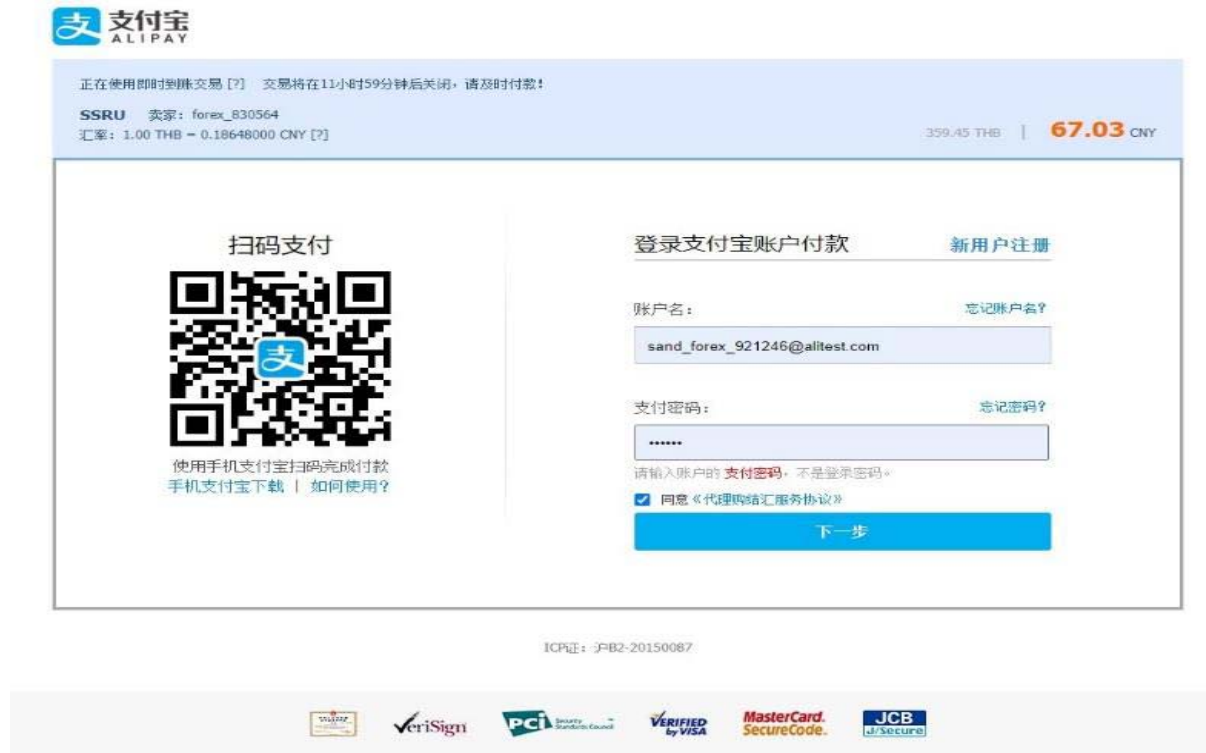 支付宝
ALIPAY
正在使用即时到账交易 [?] 交易将在11小时59分钟后关闭，请及时付款！
SSRU 卖家：forex_830564
汇率：1.00 THB = 0.18648000 CNY [?]
359.45 THB | 67.03 CNY
扫码支付
支
使用手机支付宝扫码完成付款
手机支付宝下载 | 如何使用？
登录支付宝账户付款 新用户注册
账户名： 忘记账户名？
sand_forex_921246@alitest.com
支付密码： 忘记密码？
••••••
请输入账户的 支付密码，不是登录密码。
同意《代理购结汇服务协议》
下一步
ICP证：沪B2-20150087
VeriSign
PCI Security Standards Council
VERIFIED by VISA
MasterCard. SecureCode.
JCB J/Secure